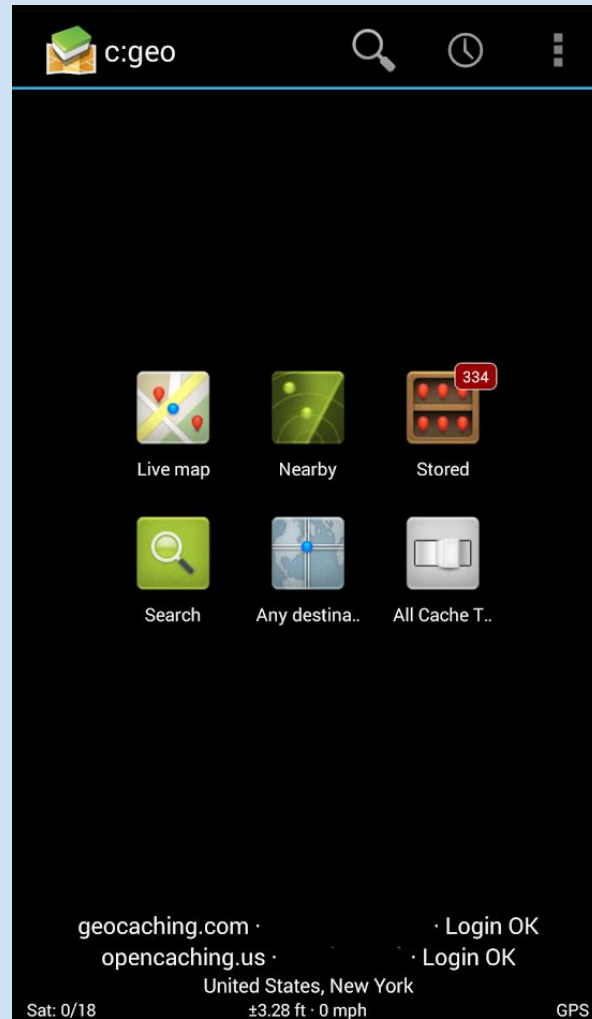 c:geo
334
Live map Nearby Stored
Search Any destina.. All Cache T..
geocaching.com · · Login OK
opencaching.us · · Login OK
United States, New York
Sat: 0/18 ±3.28 ft · 0 mph GPS